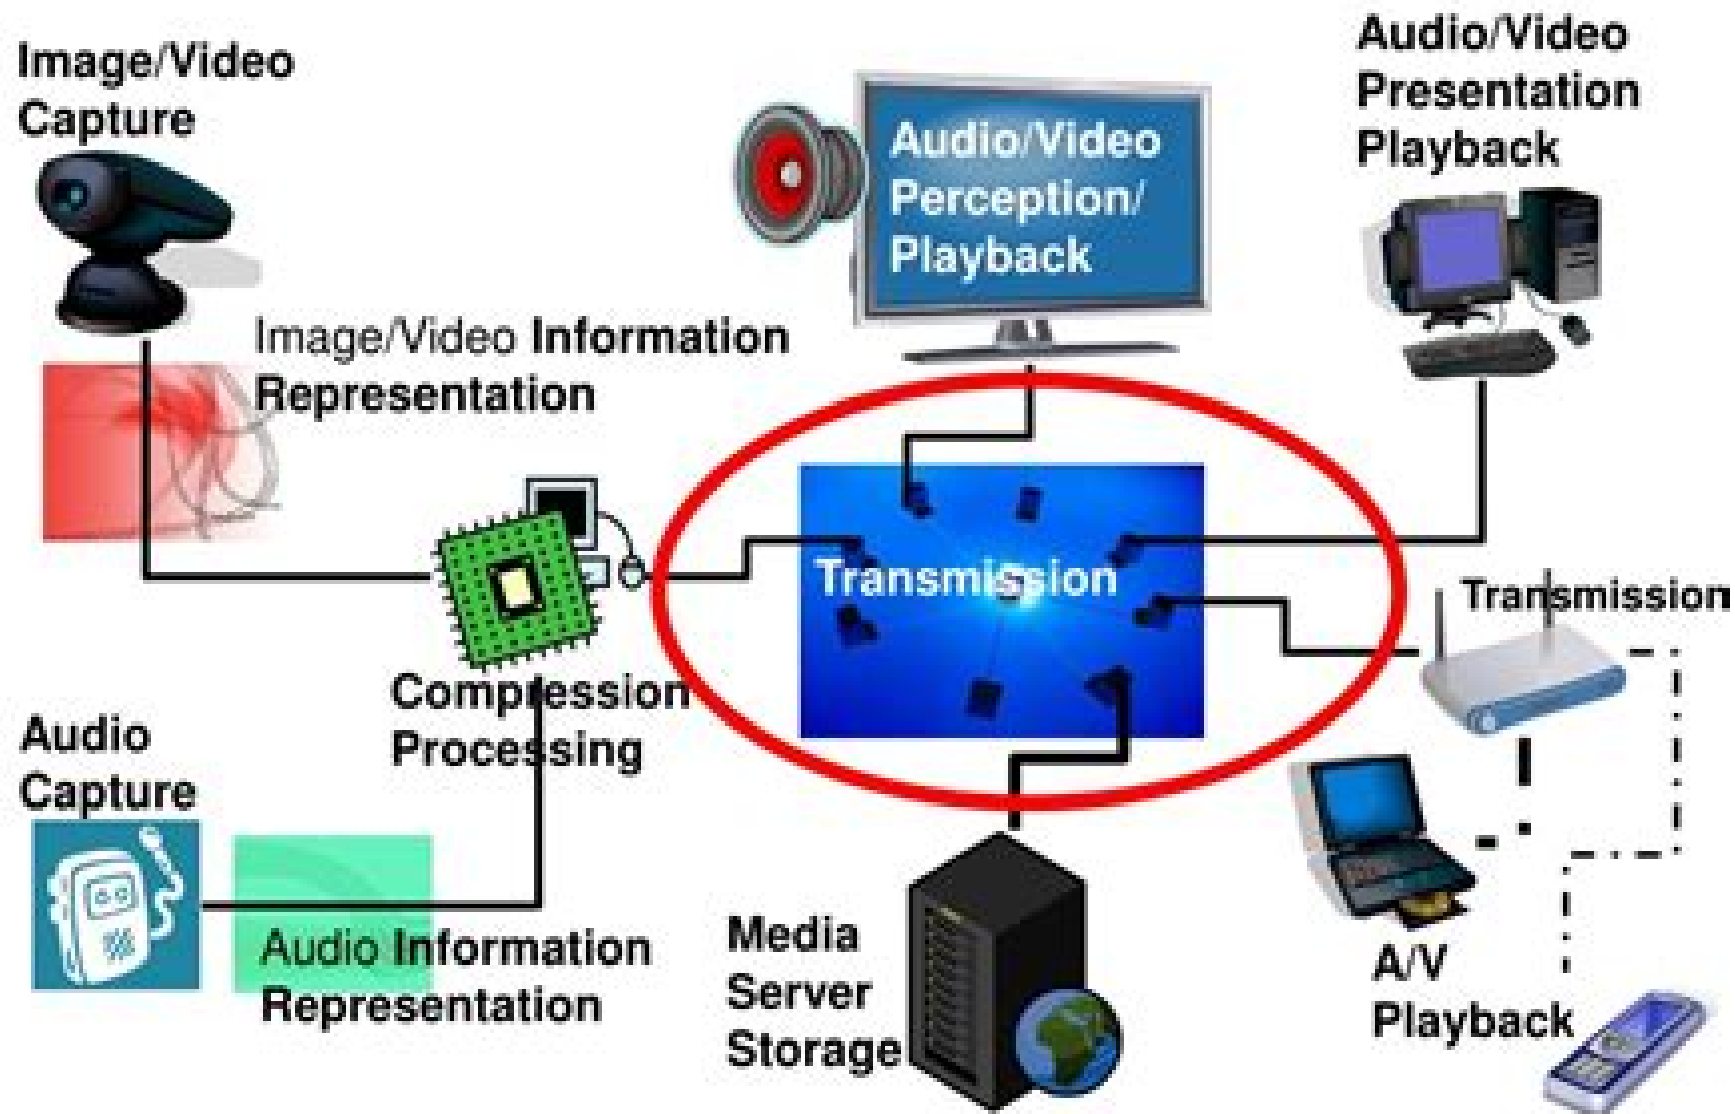 Image/Video
Capture
Audio/Video
Perception/
Playback
Audio/Video
Presentation
Playback
Image/Video Information
Representation
Transmission
Transmission
Compression
Processing
Audio
Capture
Audio Information
Representation
Media
Server
Storage
A/V
Playback